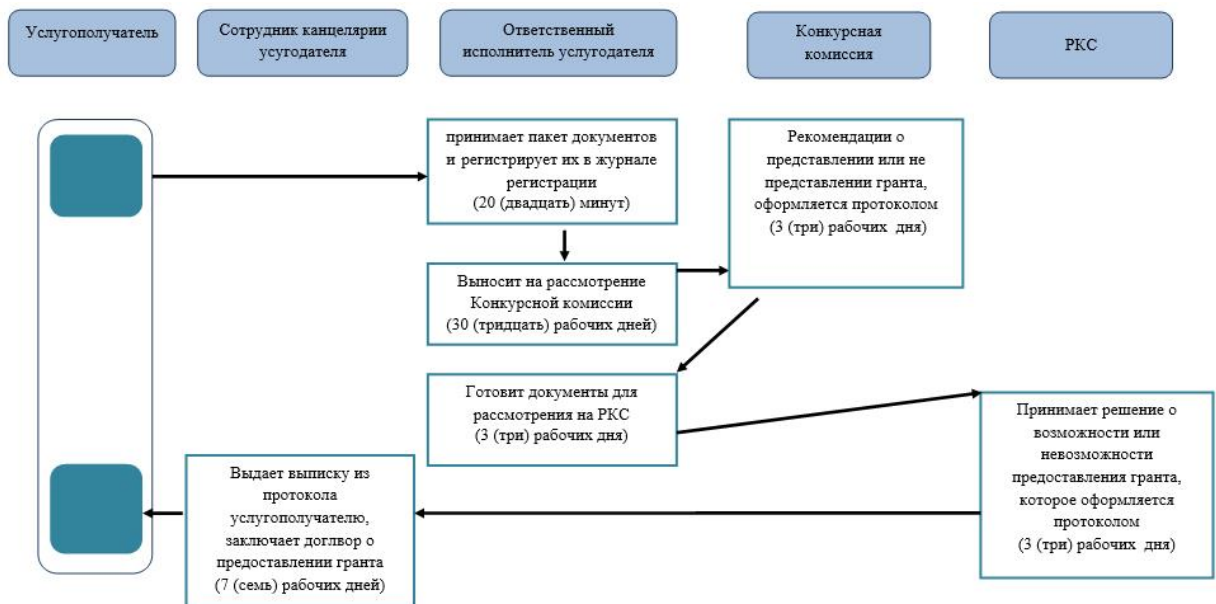 Услугополучатель
Сотрудник канцелярии
усугодателя
Ответственный
исполнитель услугодателя
Конкурсная
комиссия
РКС
принимает пакет документов
и регистрирует их в журнале
регистрации
(20 (двадцать) минут)
Рекомендации о
представлении или не
представлении гранта,
оформляется протоколом
(3 (три) рабочих дня)
Выносит на рассмотрение
Конкурсной комиссии
(30 (тридцать) рабочих дней)
Готовит документы для
рассмотрения на РКС
(3 (три) рабочих дня)
Принимает решение о
возможности или
невозможности
предоставления гранта,
которое оформляется
протоколом
(3 (три) рабочих дня)
Выдает выписку из
протокола
услугополучателю,
заключает доглвор о
предоставлении гранта
(7 (семь) рабочих дней)